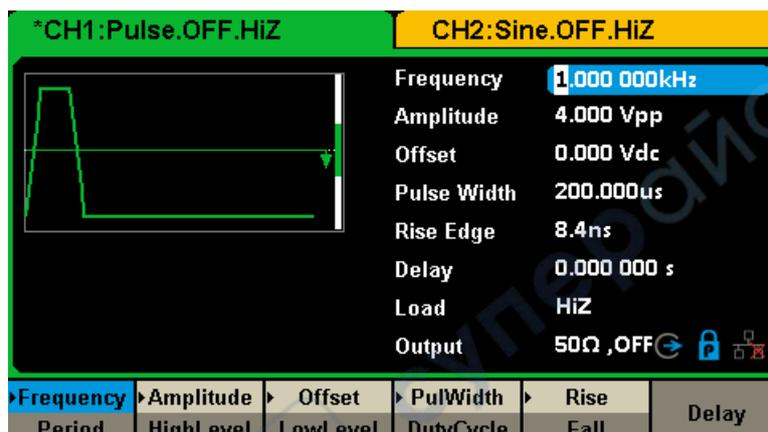 *CH1:Pulse.OFF.HiZ CH2:Sine.OFF.HiZ
Frequency 1.000 000kHz
Amplitude 4.000 Vpp
Offset 0.000 Vdc
Pulse Width 200.000us
Rise Edge 8.4ns
Delay 0.000 000 s
Load HiZ
Output 50Ω ,OFF P
Frequency Amplitude Offset PulWidth Rise Delay
Period HighLevel LowLevel DutyCycle Fall
суперайс